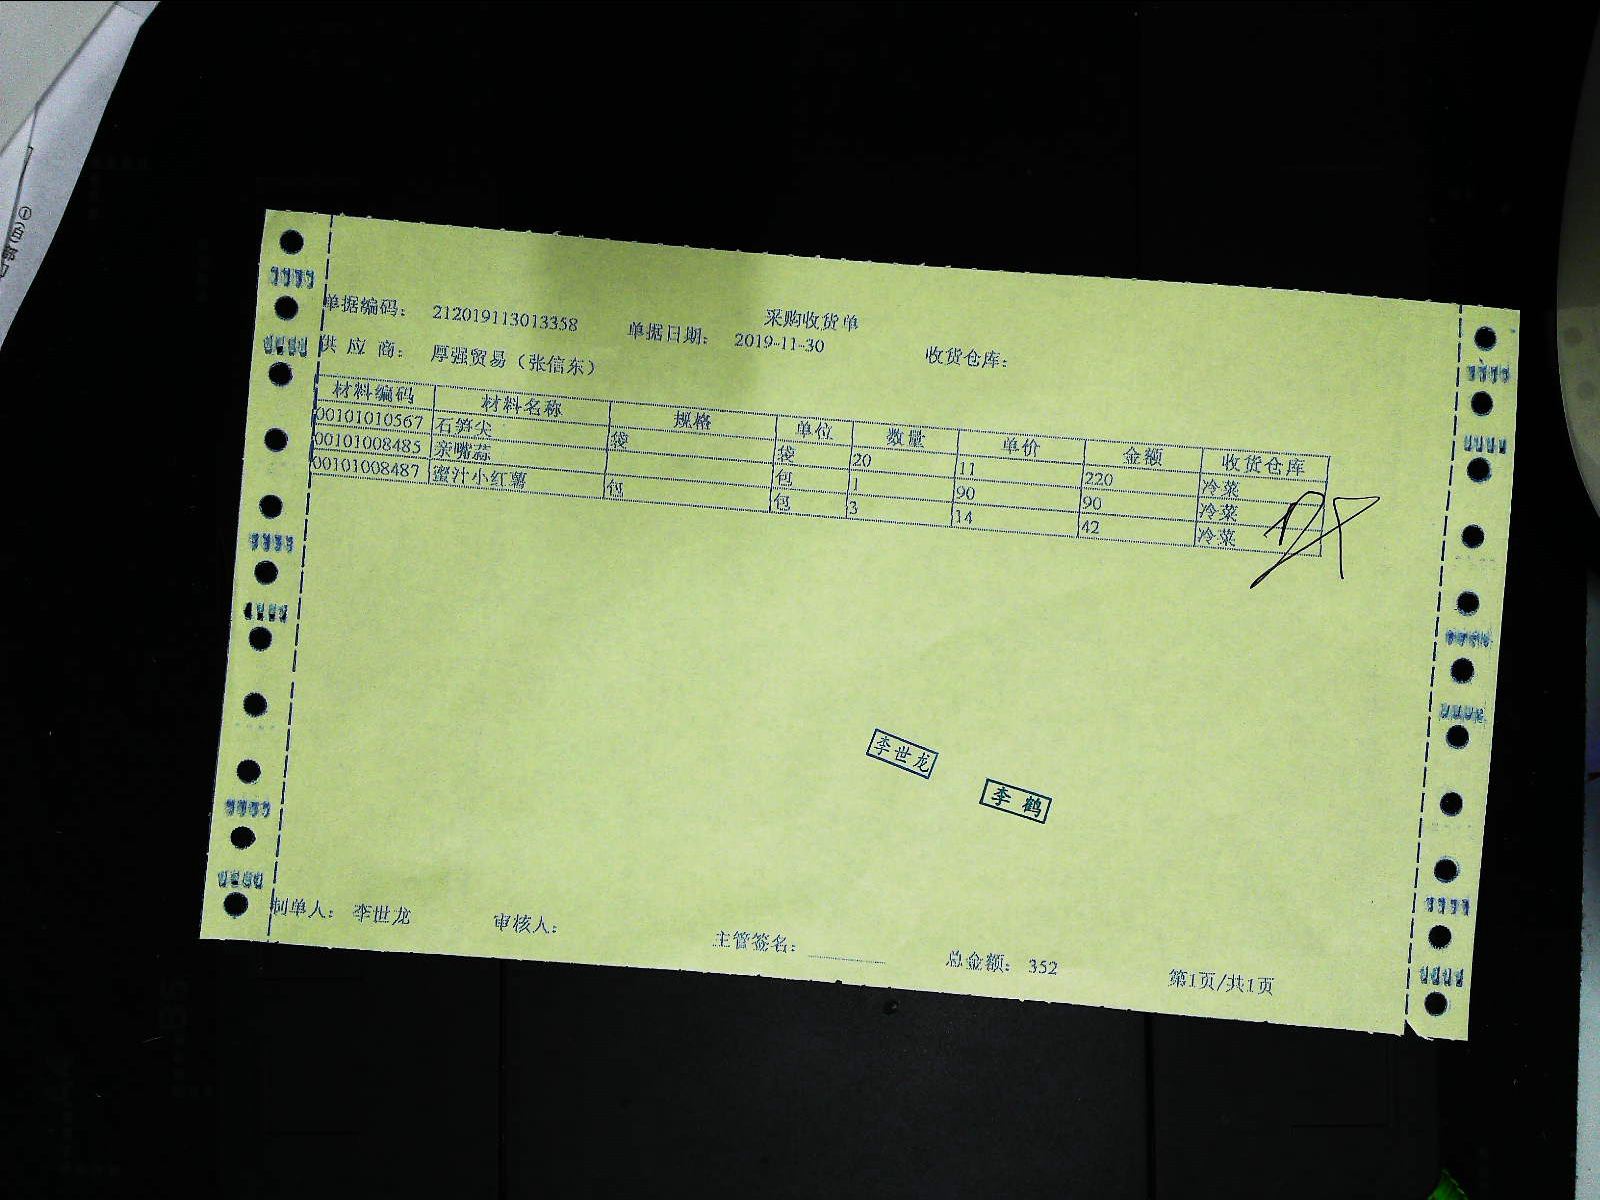 采购收货单
单据编码： 212019113013358 单据日期： 2019-11-30 收货仓库：
供 应 商： 厚强贸易（张信东）
材料编码 材料名称 规格 单位 数量 单价 金额 收货仓库
00101010567 石笋尖 袋 袋 20 11 220 冷菜
00101008485 亲嘴蒜 包 1 90 90 冷菜
00101008487 蜜汁小红薯 包 包 3 14 42 冷菜
李世龙
李 鹤
制单人： 李世龙 审核人： 主管签名： 总金额： 352 第1页/共1页